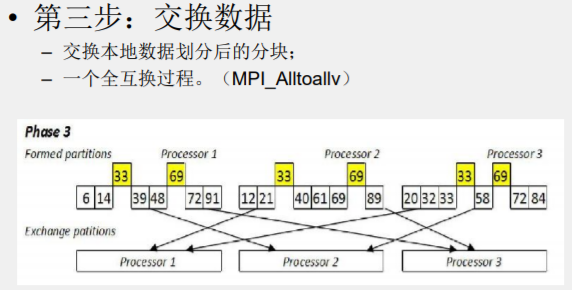 • 第三步：交换数据
– 交换本地数据划分后的分块；
– 一个全互换过程。（MPI_Alltoallv）
Phase 3
Formed partitions Processor 1 Processor 2 Processor 3
33 69 33 69 33 69
6 14 39 48 72 91 12 21 40 61 69 89 20 32 33 58 72 84
Exchange patitions
Processor 1 Processor 2 Processor 3